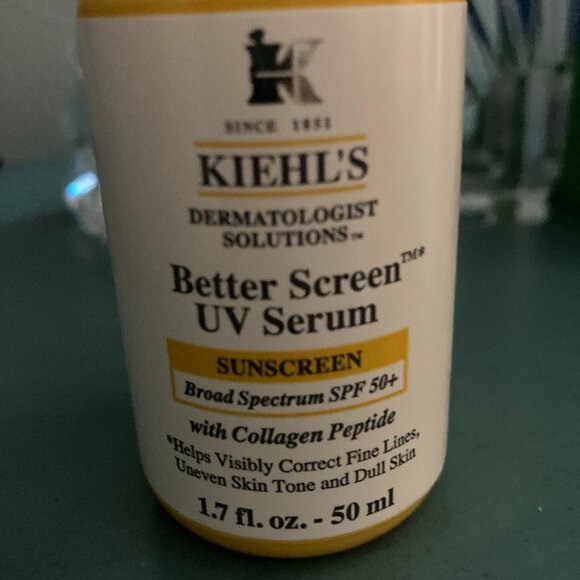 K
SINCE 1851
KIEHL'S
DERMATOLOGIST
SOLUTIONS™
Better Screen™*
UV Serum
SUNSCREEN
Broad Spectrum SPF 50+
with Collagen Peptide
*Helps Visibly Correct Fine Lines,
Uneven Skin Tone and Dull Skin
1.7 fl. oz. - 50 ml